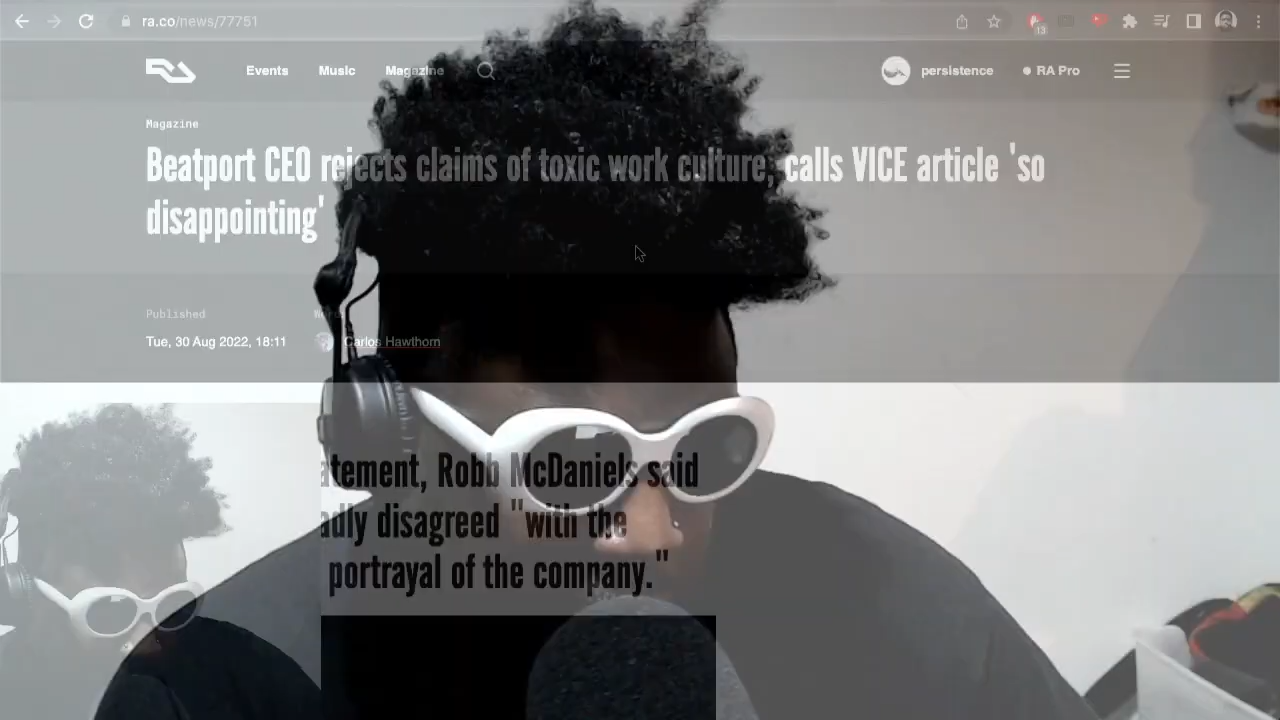 ra.co/news/77751
13
Events Music Magazine
persistence RA Pro
Magazine
Beatport CEO rejects claims of toxic work culture, calls VICE article 'so
disappointing'
Published Words
Tue, 30 Aug 2022, 18:11 Carlos Hawthorn
atement, Robb McDaniels said
adly disagreed "with the
portrayal of the company."